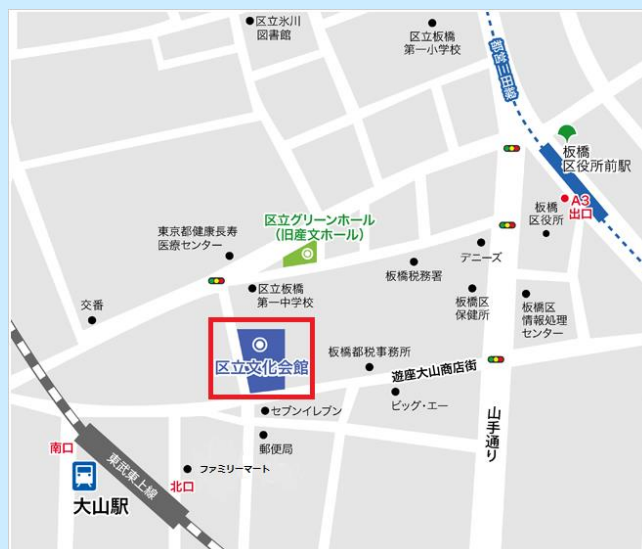 区立氷川
図書館
区立板橋
第一小学校
都営三田線
板橋
区役所前駅
A3
出口
板橋
区役所
区立グリーンホール
（旧産文ホール）
東京都健康長寿
医療センター
デニーズ
板橋税務署
区立板橋
第一中学校
板橋区
保健所
板橋区
情報処理
センター
交番
区立文化会館
板橋都税事務所
遊座大山商店街
ビッグ・エー
セブンイレブン
山手通り
郵便局
南口
東武東上線
ファミリーマート
北口
大山駅